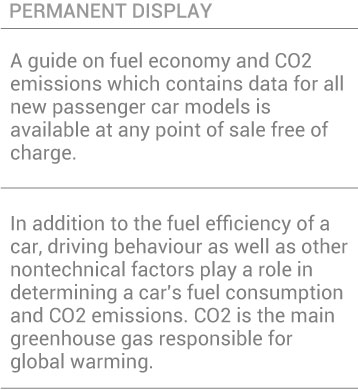 PERMANENT DISPLAY
A guide on fuel economy and CO2
emissions which contains data for all
new passenger car models is
available at any point of sale free of
charge.
In addition to the fuel efficiency of a
car, driving behaviour as well as other
nontechnical factors play a role in
determining a car's fuel consumption
and CO2 emissions. CO2 is the main
greenhouse gas responsible for
global warming.